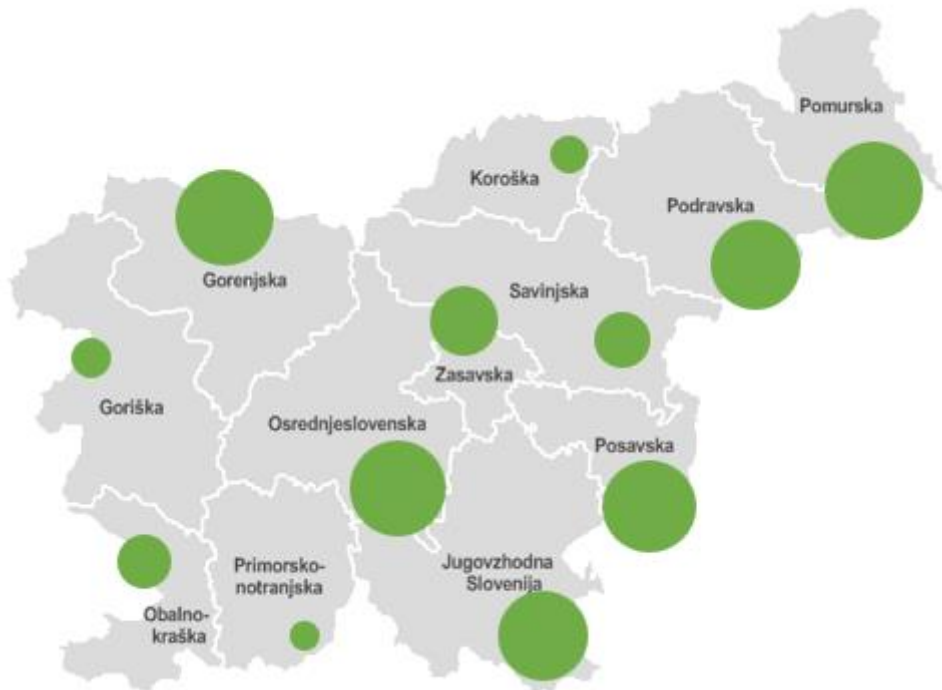 Pomurska
Koroška
Podravska
Gorenjska
Savinjska
Zasavska
Goriška
Osrednjeslovenska
Posavska
Primorsko-
notranjska
Jugovzhodna
Slovenija
Obalno-
kraška